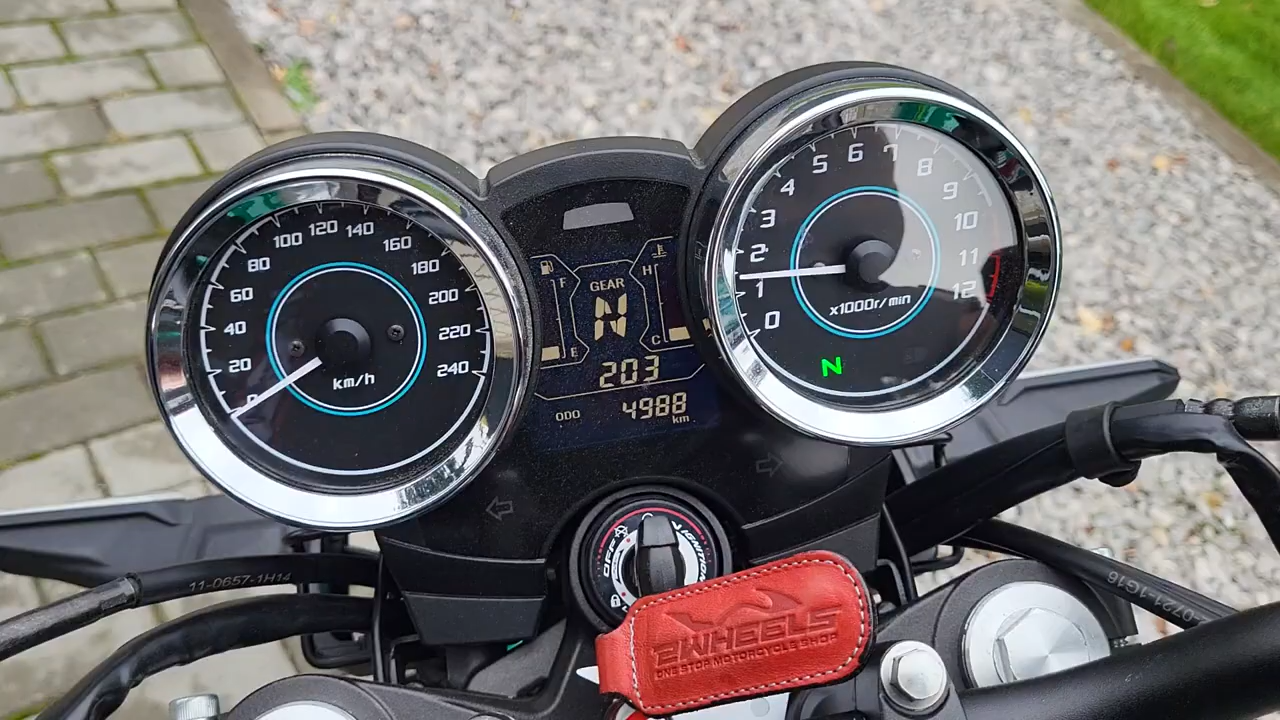 0 20 40 60 80 100 120 140 160 180 200 220 240
km/h
F
E
GEAR
N
H
C
203
ODO 4988 km
0 1 2 3 4 5 6 7 8 9 10 11 12
x1000r/min
N
OFF
IGNITION
11-0657-1H14
0721-1G16
2WHEELS
ONE STOP MOTORCYCLE SHOP